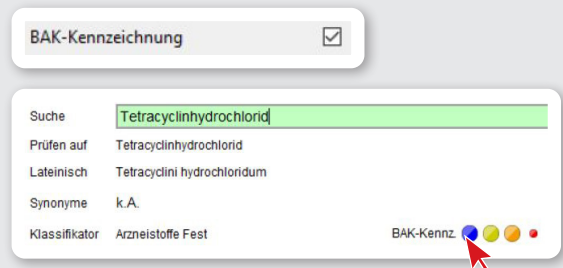 BAK-Kennzeichnung
Suche Tetracyclinhydrochlorid
Prüfen auf Tetracyclinhydrochlorid
Lateinisch Tetracyclini hydrochloridum
Synonyme k.A.
Klassifikator Arzneistoffe Fest BAK-Kennz.